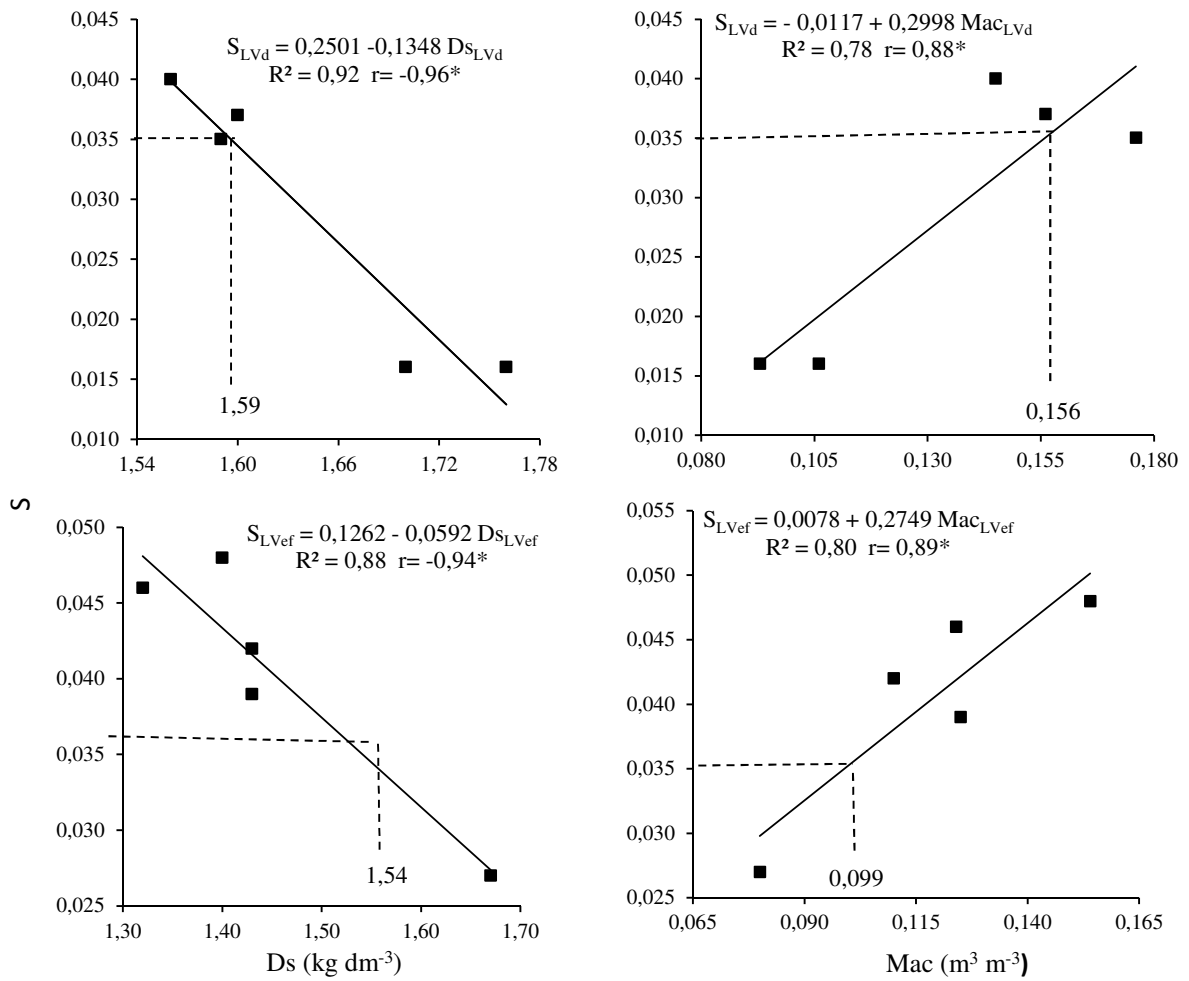 0,045
0,040
0,035
0,030
0,025
0,020
0,015
0,010
1,54 1,60 1,66 1,72 1,78
S_LVd = 0,2501 -0,1348 Ds_LVd
R² = 0,92 r= -0,96*
1,59
0,045
0,040
0,035
0,030
0,025
0,020
0,015
0,010
0,080 0,105 0,130 0,155 0,180
S_LVd = - 0,0117 + 0,2998 Mac_LVd
R² = 0,78 r= 0,88*
0,156
S
0,050
0,045
0,040
0,035
0,030
0,025
1,30 1,40 1,50 1,60 1,70
S_LVef = 0,1262 - 0,0592 Ds_LVef
R² = 0,88 r= -0,94*
1,54
Ds (kg dm⁻³)
0,055
0,050
0,045
0,040
0,035
0,030
0,025
0,065 0,090 0,115 0,140 0,165
S_LVef = 0,0078 + 0,2749 Mac_LVef
R² = 0,80 r= 0,89*
0,099
Mac (m³ m⁻³)